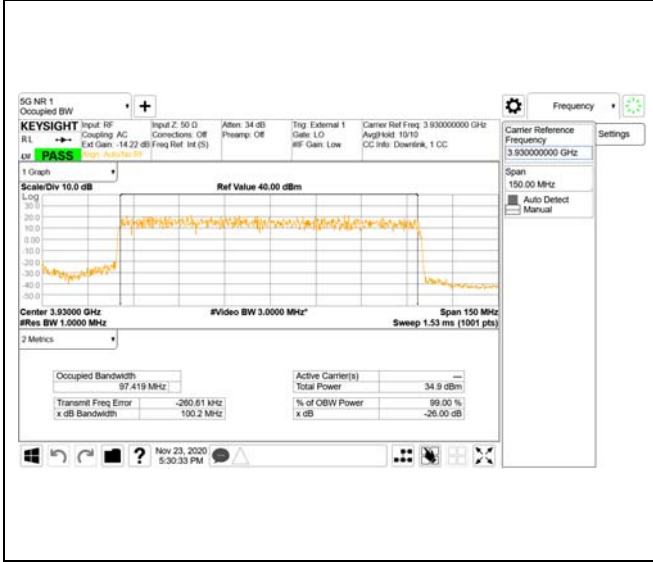 5G NR 1
Occupied BW
Frequency
KEYSIGHT
R L
PASS
Input: RF
Coupling: AC
Ext Gain: -14.22 dB
Align: Auto/No RF
Input Z: 50 Ω
Corrections: Off
Freq Ref: Int (S)
Atten: 34 dB
Preamp: Off
Trig: External 1
Gate: LO
#IF Gain: Low
Carrier Ref Freq: 3.930000000 GHz
Avg|Hold: 10/10
CC Info: Downlink, 1 CC
Carrier Reference
Frequency
3.930000000 GHz
Settings
Span
150.00 MHz
Auto Detect
Manual
1 Graph
Scale/Div 10.0 dB
Ref Value 40.00 dBm
Log
30.0
20.0
10.0
0.00
-10.0
-20.0
-30.0
-40.0
-50.0
Center 3.93000 GHz
#Video BW 3.0000 MHz*
Span 150 MHz
#Res BW 1.0000 MHz
Sweep 1.53 ms (1001 pts)
2 Metrics
Occupied Bandwidth
97.419 MHz
Active Carrier(s)
---
Total Power
34.9 dBm
Transmit Freq Error
-260.61 kHz
% of OBW Power
99.00 %
x dB Bandwidth
100.2 MHz
x dB
-26.00 dB
?
Nov 23, 2020
5:30:33 PM